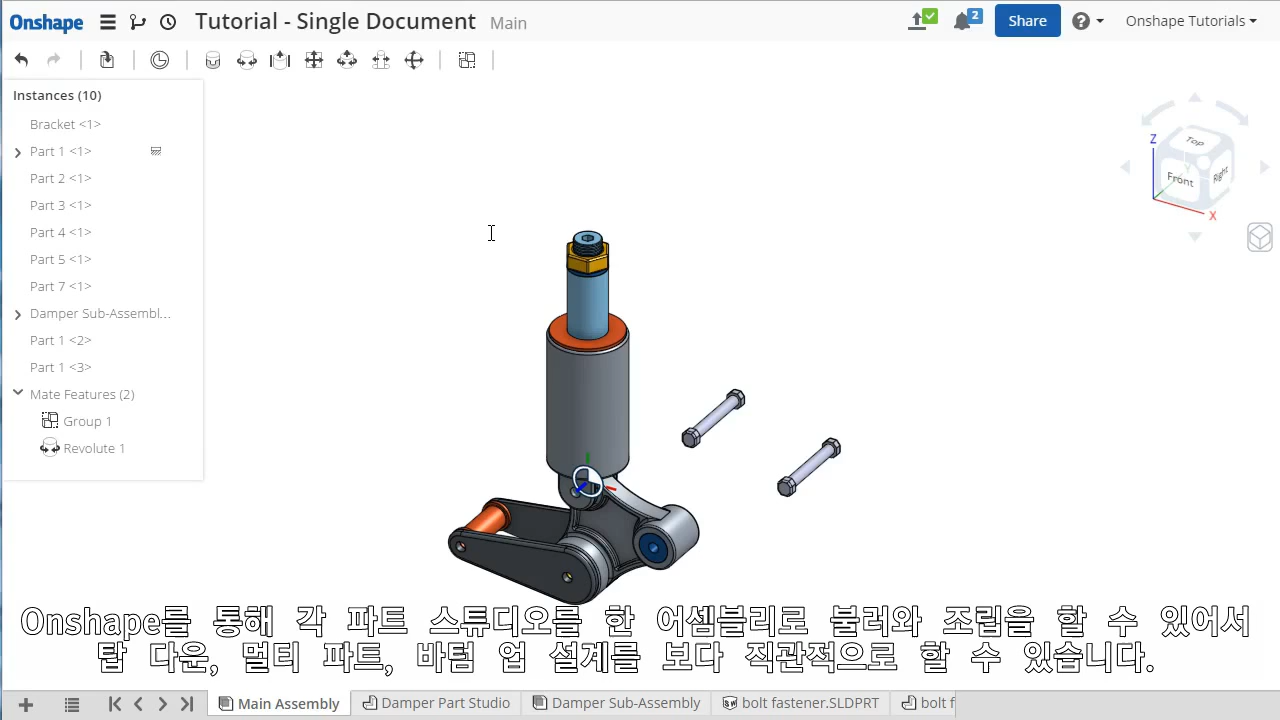 Onshape Tutorial - Single Document Main Share Onshape Tutorials
2
Instances (10)
Bracket <1>
Part 1 <1>
Part 2 <1>
Part 3 <1>
Part 4 <1>
Part 5 <1>
Part 7 <1>
Damper Sub-Assembl...
Part 1 <2>
Part 1 <3>
Mate Features (2)
Group 1
Revolute 1
Z
Top
Y
Front
Right
X
Onshape를 통해 각 파트 스튜디오를 한 어셈블리로 불러와 조립을 할 수 있어서
탑 다운, 멀티 파트, 바텀 업 설계를 보다 직관적으로 할 수 있습니다.
Main Assembly Damper Part Studio Damper Sub-Assembly bolt fastener.SLDPRT bolt f